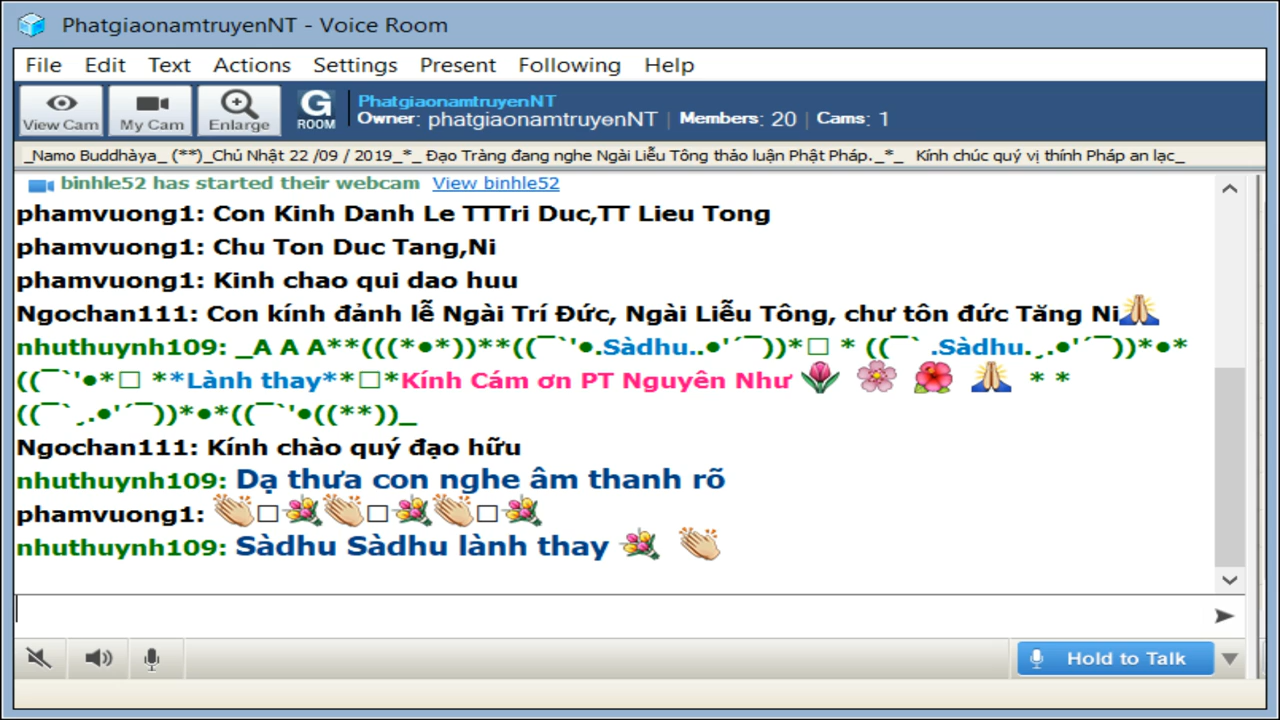 PhatgiaonamtruyenNT - Voice Room
File Edit Text Actions Settings Present Following Help
View Cam My Cam Enlarge G ROOM
PhatgiaonamtruyenNT
Owner: phatgiaonamtruyenNT | Members: 20 | Cams: 1
_Namo Buddhàya_ (**)_Chủ Nhật 22 /09 / 2019_*_ Đạo Tràng đang nghe Ngài Liễu Tông thảo luận Phật Pháp._*_ Kính chúc quý vị thính Pháp an lạc_
binhle52 has started their webcam View binhle52
phamvuong1: Con Kinh Danh Le TTTri Duc,TT Lieu Tong
phamvuong1: Chu Ton Duc Tang,Ni
phamvuong1: Kinh chao qui dao huu
Ngochan111: Con kính đảnh lễ Ngài Trí Đức, Ngài Liễu Tông, chư tôn đức Tăng Ni🙏
nhuthuynh109: _A A A**(((*●*))**((¯`'●.Sàdhu..●'´¯))*□ * ((¯` .Sàdhu.¸.●'´¯))*●*
((¯`'●*□ **Lành thay**□*Kính Cám ơn PT Nguyên Như 🌷 🌸 🌺 🙏 * *
((¯`¸.●'´¯))*●*((¯`'●((**))_
Ngochan111: Kính chào quý đạo hữu
nhuthuynh109: Dạ thưa con nghe âm thanh rõ
phamvuong1: 👏□💐👏□💐👏□💐
nhuthuynh109: Sàdhu Sàdhu lành thay 💐 👏
Hold to Talk